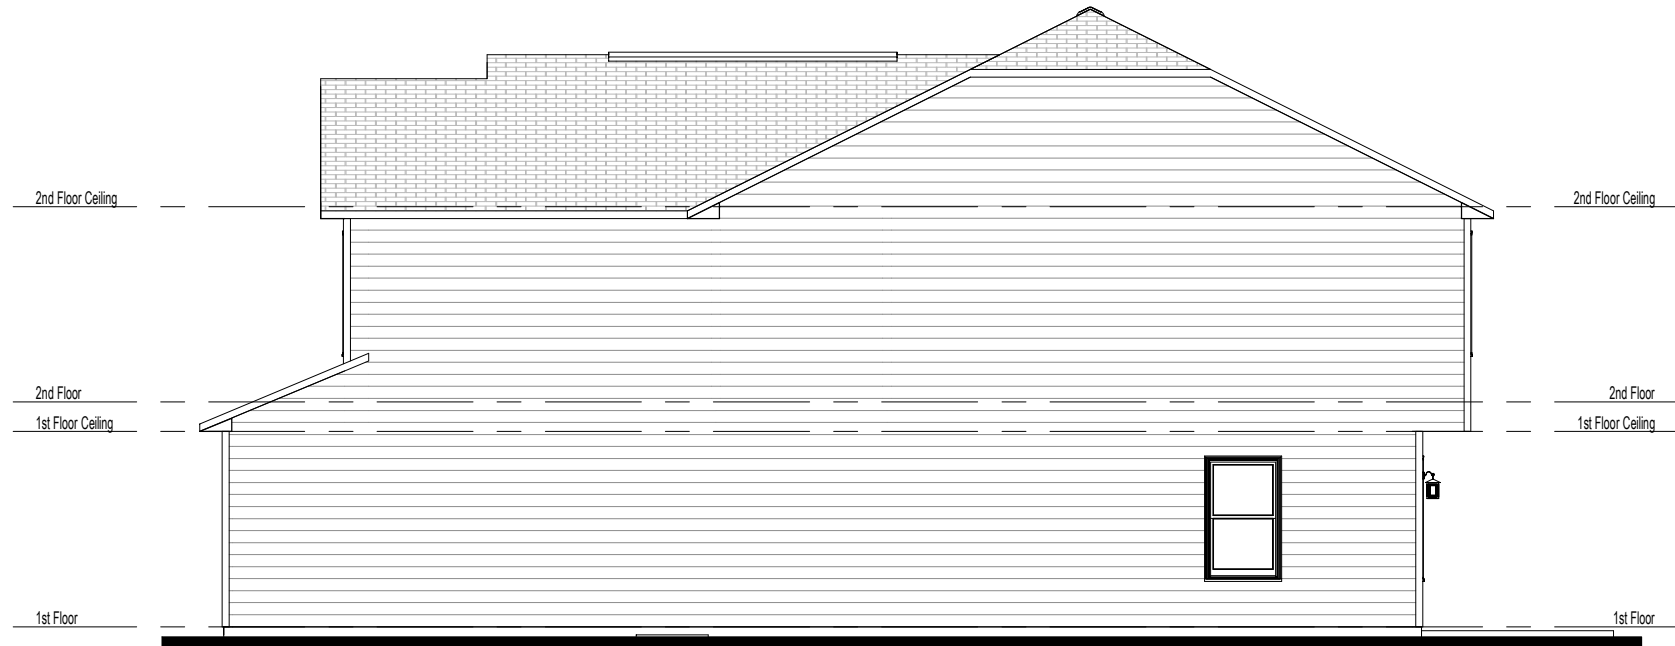 2nd Floor Ceiling 2nd Floor Ceiling
2nd Floor 2nd Floor
1st Floor Ceiling 1st Floor Ceiling
1st Floor 1st Floor